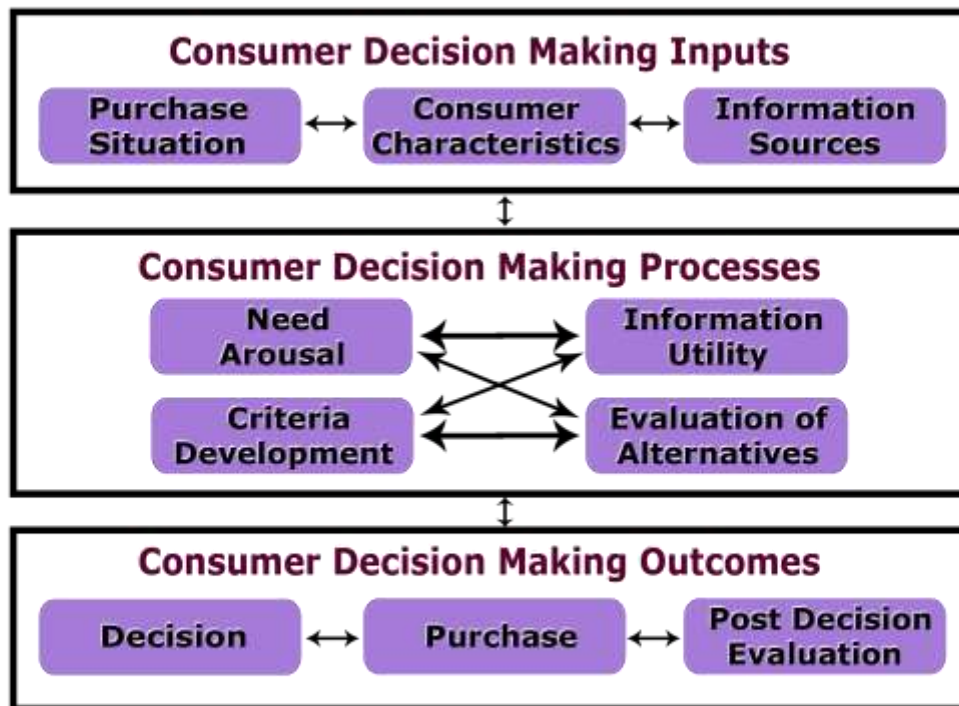 Consumer Decision Making Inputs
Purchase
Situation
Consumer
Characteristics
Information
Sources
Consumer Decision Making Processes
Need
Arousal
Information
Utility
Criteria
Development
Evaluation of
Alternatives
Consumer Decision Making Outcomes
Decision
Purchase
Post Decision
Evaluation